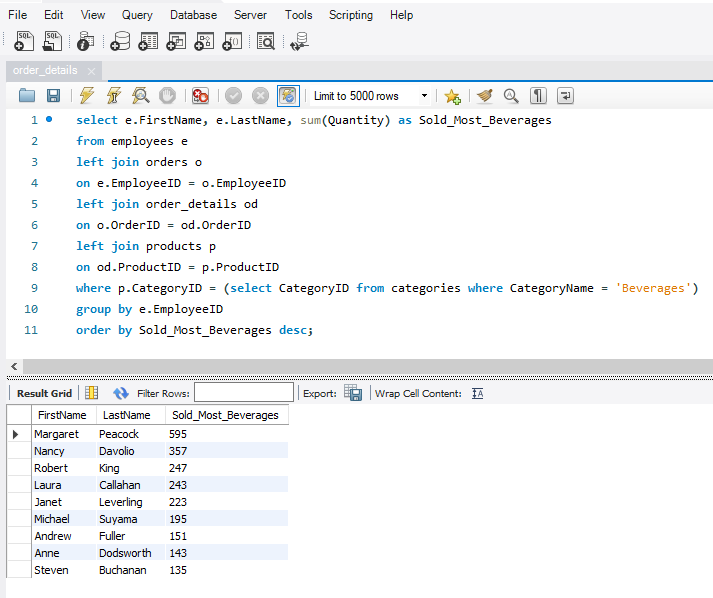 File Edit View Query Database Server Tools Scripting Help
order_details
Limit to 5000 rows
1 select e.FirstName, e.LastName, sum(Quantity) as Sold_Most_Beverages
2 from employees e
3 left join orders o
4 on e.EmployeeID = o.EmployeeID
5 left join order_details od
6 on o.OrderID = od.OrderID
7 left join products p
8 on od.ProductID = p.ProductID
9 where p.CategoryID = (select CategoryID from categories where CategoryName = 'Beverages')
10 group by e.EmployeeID
11 order by Sold_Most_Beverages desc;
Result Grid Filter Rows: Export: Wrap Cell Content:
FirstName LastName Sold_Most_Beverages
Margaret Peacock 595
Nancy Davolio 357
Robert King 247
Laura Callahan 243
Janet Leverling 223
Michael Suyama 195
Andrew Fuller 151
Anne Dodsworth 143
Steven Buchanan 135